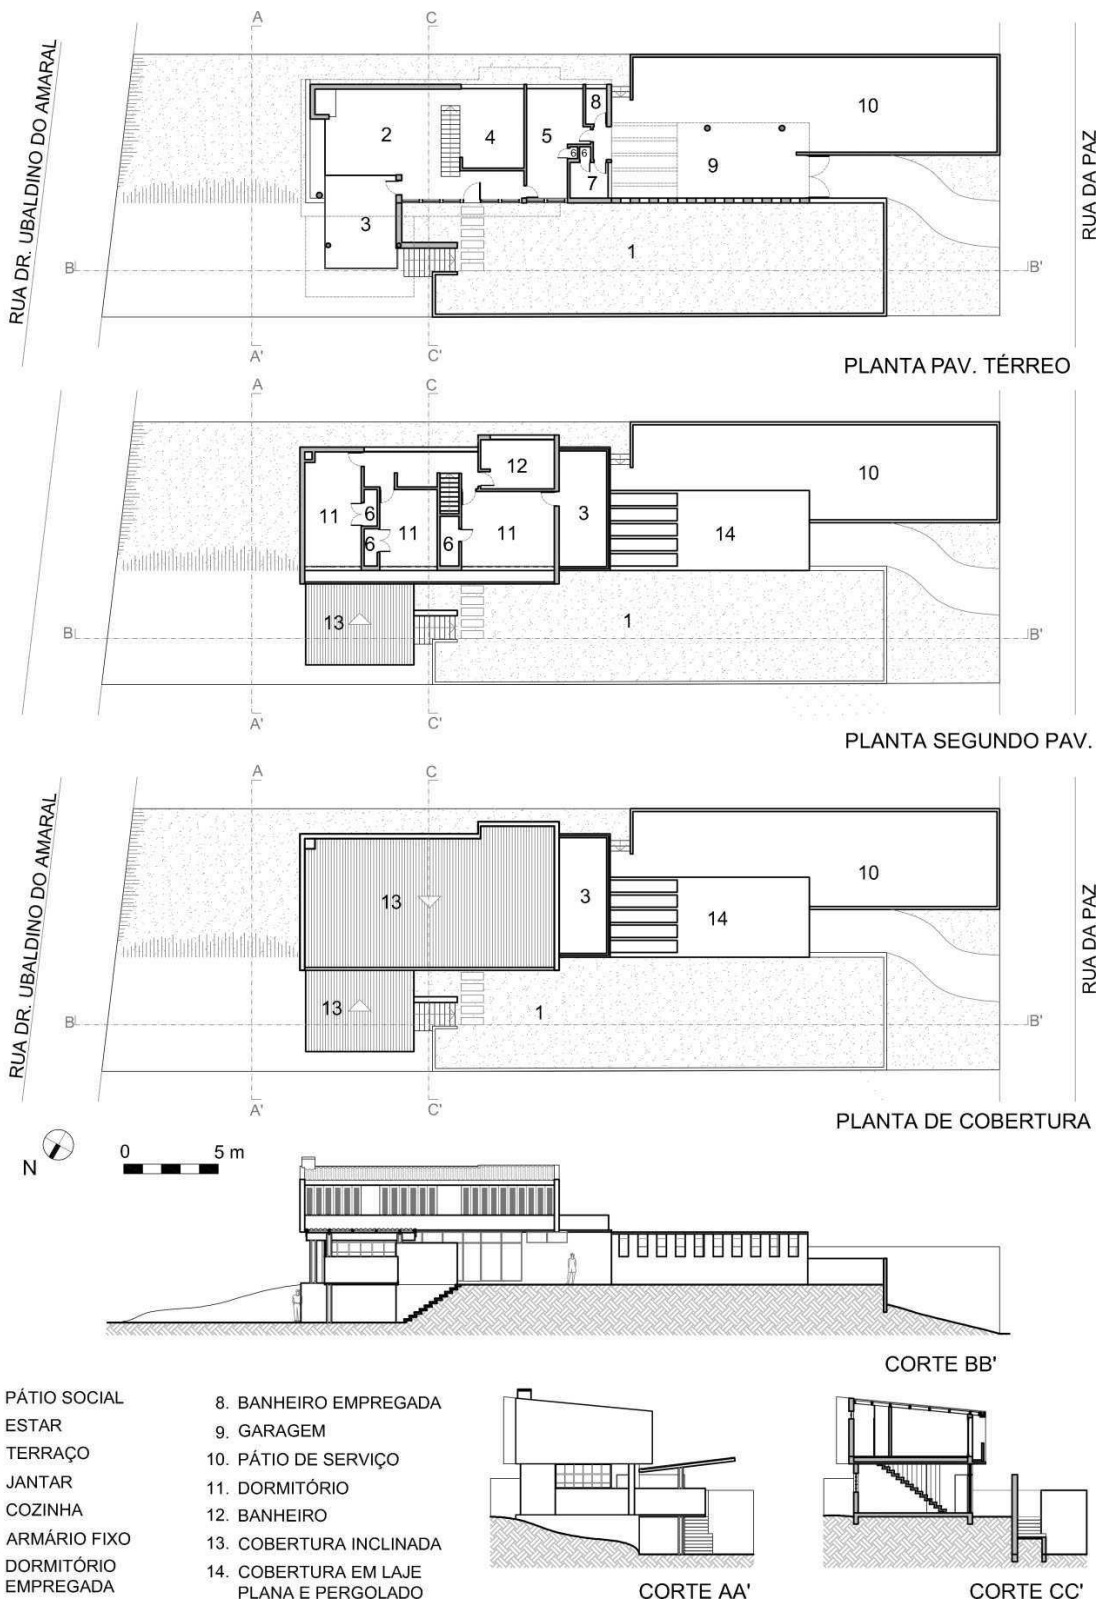 A C
RUA DR. UBALDINO DO AMARAL
8
10
2
4
5
6 6
9
7
3
1
RUA DA PAZ
B B'
A' C'
PLANTA PAV. TÉRREO
A C
12
10
11
6
11
6
6
11
3
14
13
1
B B'
A' C'
PLANTA SEGUNDO PAV.
A C
RUA DR. UBALDINO DO AMARAL
13
3
10
14
13
1
RUA DA PAZ
B B'
A' C'
PLANTA DE COBERTURA
N
0 5 m
CORTE BB'
PÁTIO SOCIAL
ESTAR
TERRAÇO
JANTAR
COZINHA
ARMÁRIO FIXO
DORMITÓRIO
EMPREGADA
8. BANHEIRO EMPREGADA
9. GARAGEM
10. PÁTIO DE SERVIÇO
11. DORMITÓRIO
12. BANHEIRO
13. COBERTURA INCLINADA
14. COBERTURA EM LAJE
PLANA E PERGOLADO
CORTE AA'
CORTE CC'